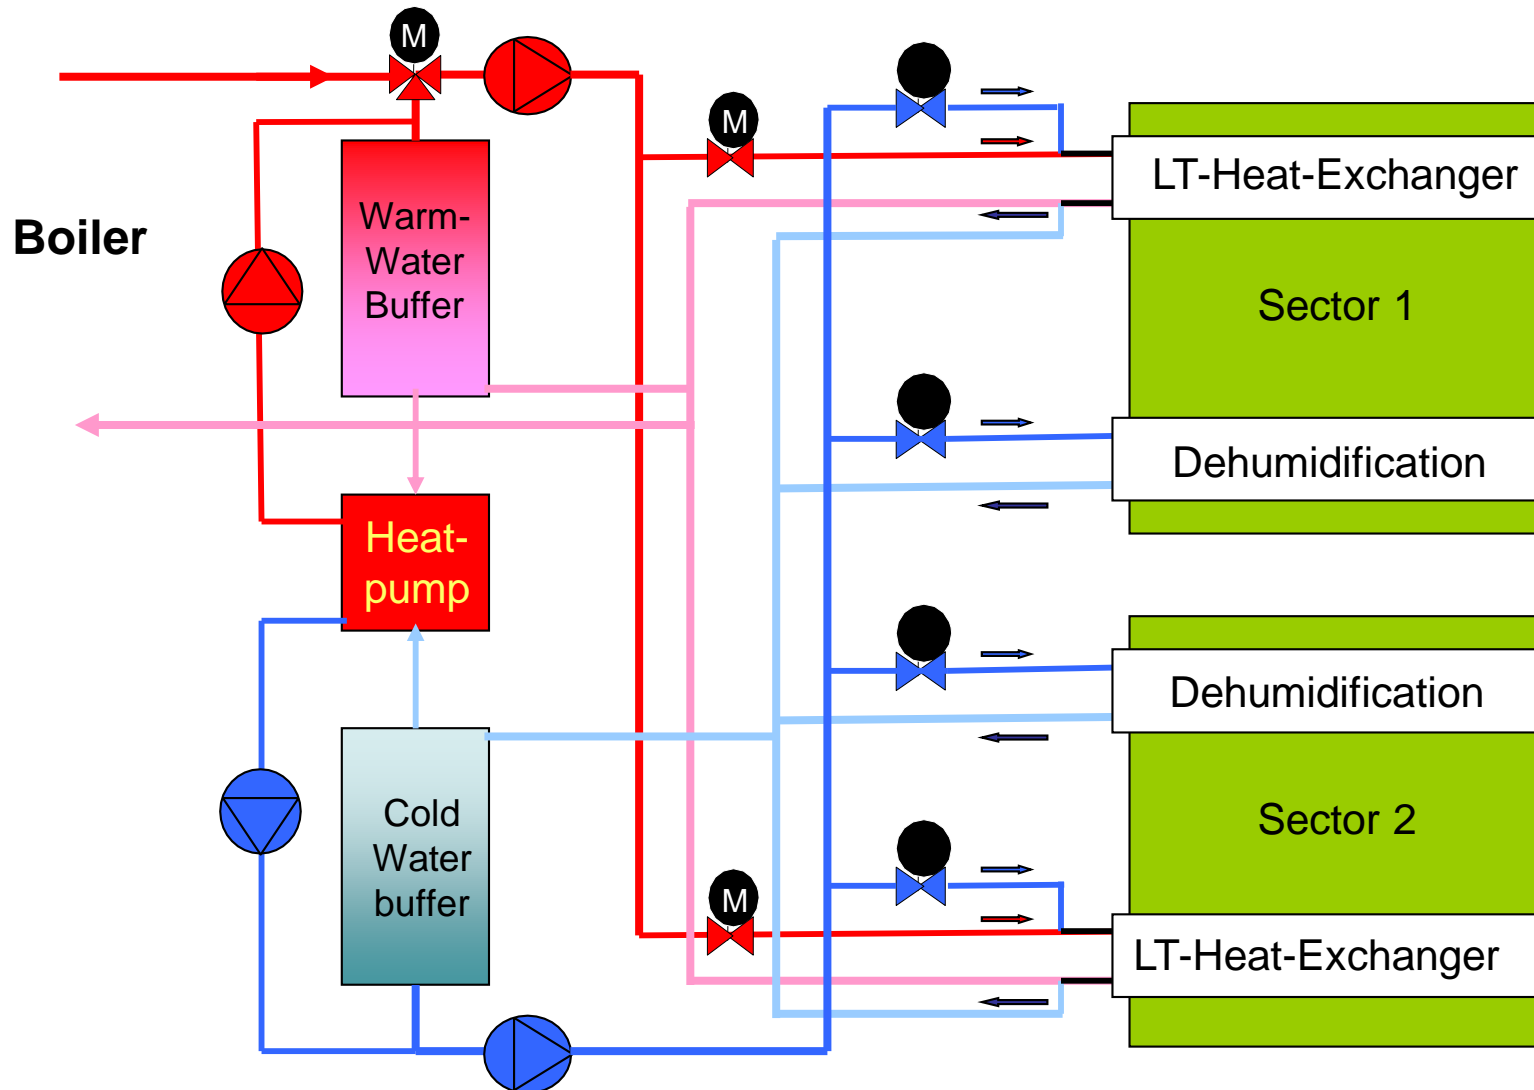 M
M
LT-Heat-Exchanger
Warm-
Water
Buffer
Boiler
Sector 1
Dehumidification
Heat-
pump
Dehumidification
Cold
Water
buffer
Sector 2
M
LT-Heat-Exchanger